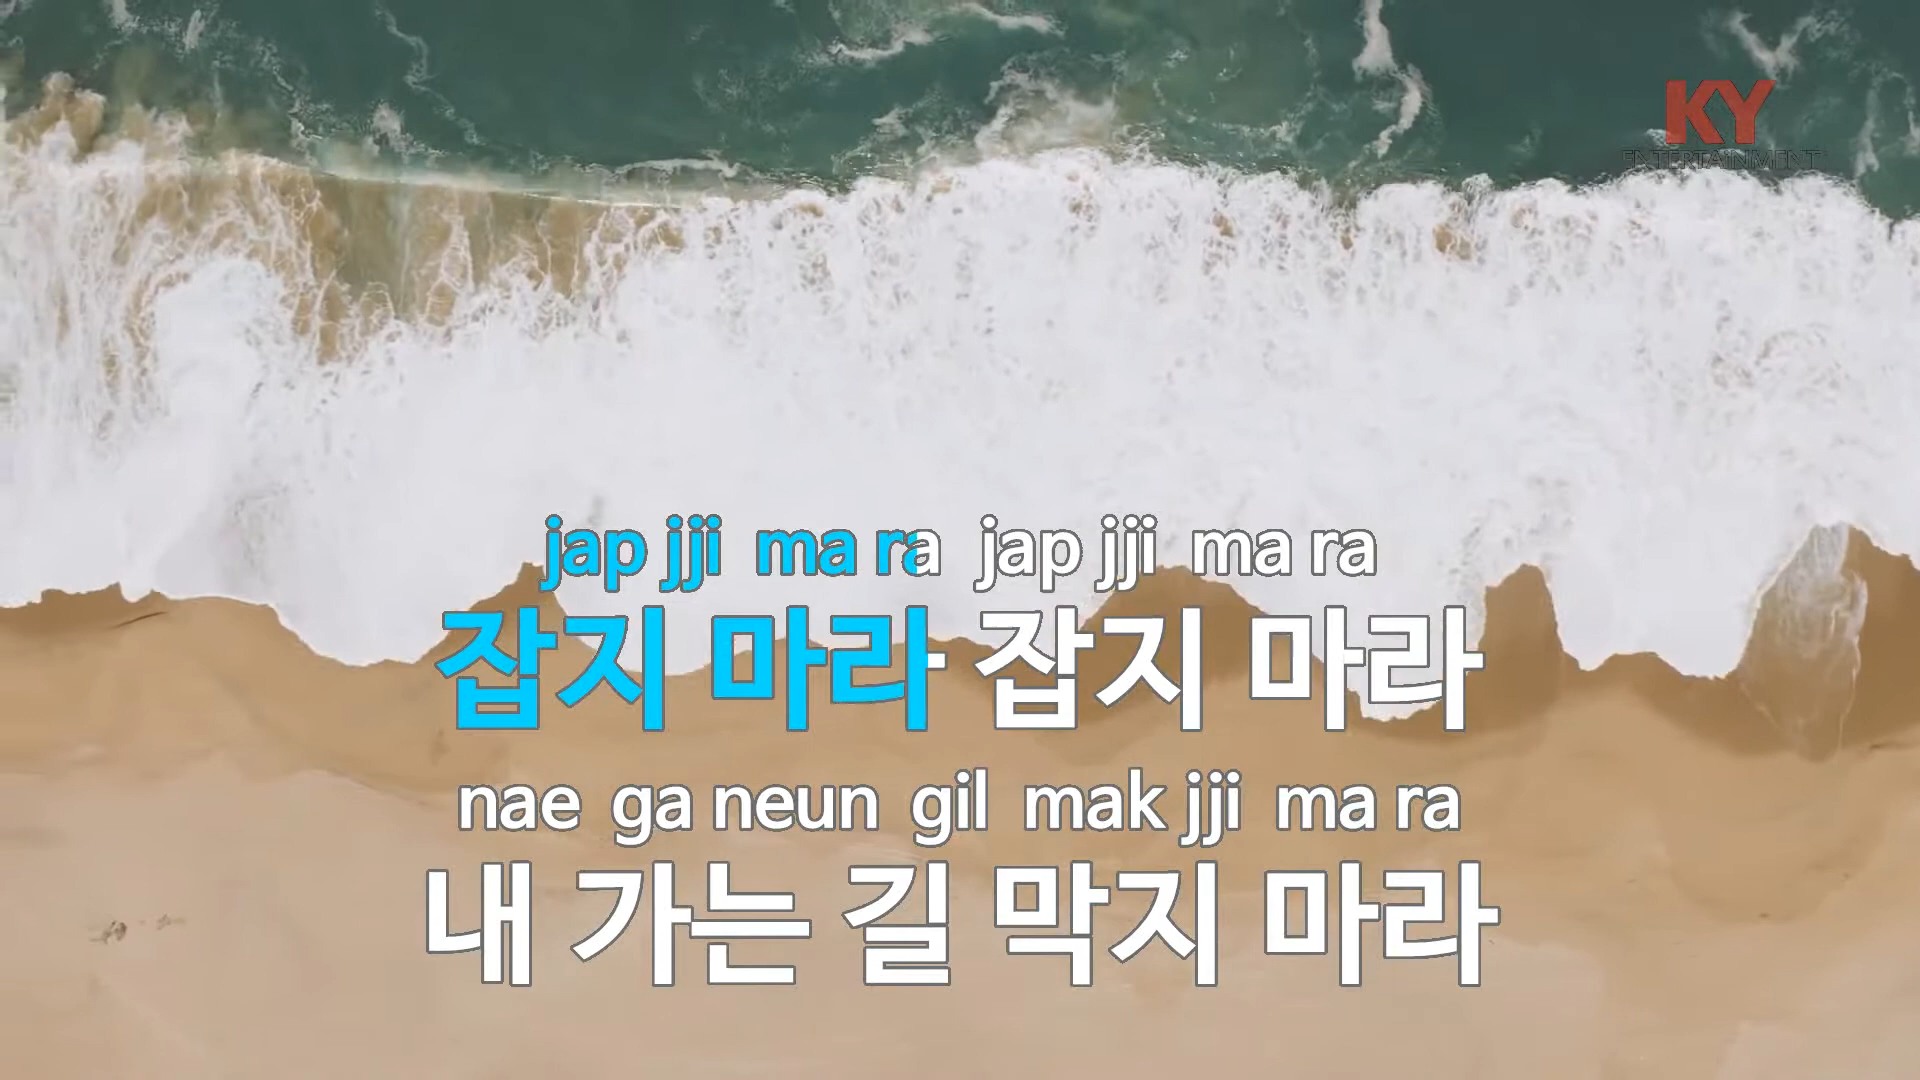 KY
ENTERTAINMENT
jap jji ma ra jap jji ma ra
잡지 마라 잡지 마라
nae ga neun gil mak jji ma ra
내 가는 길 막지 마라